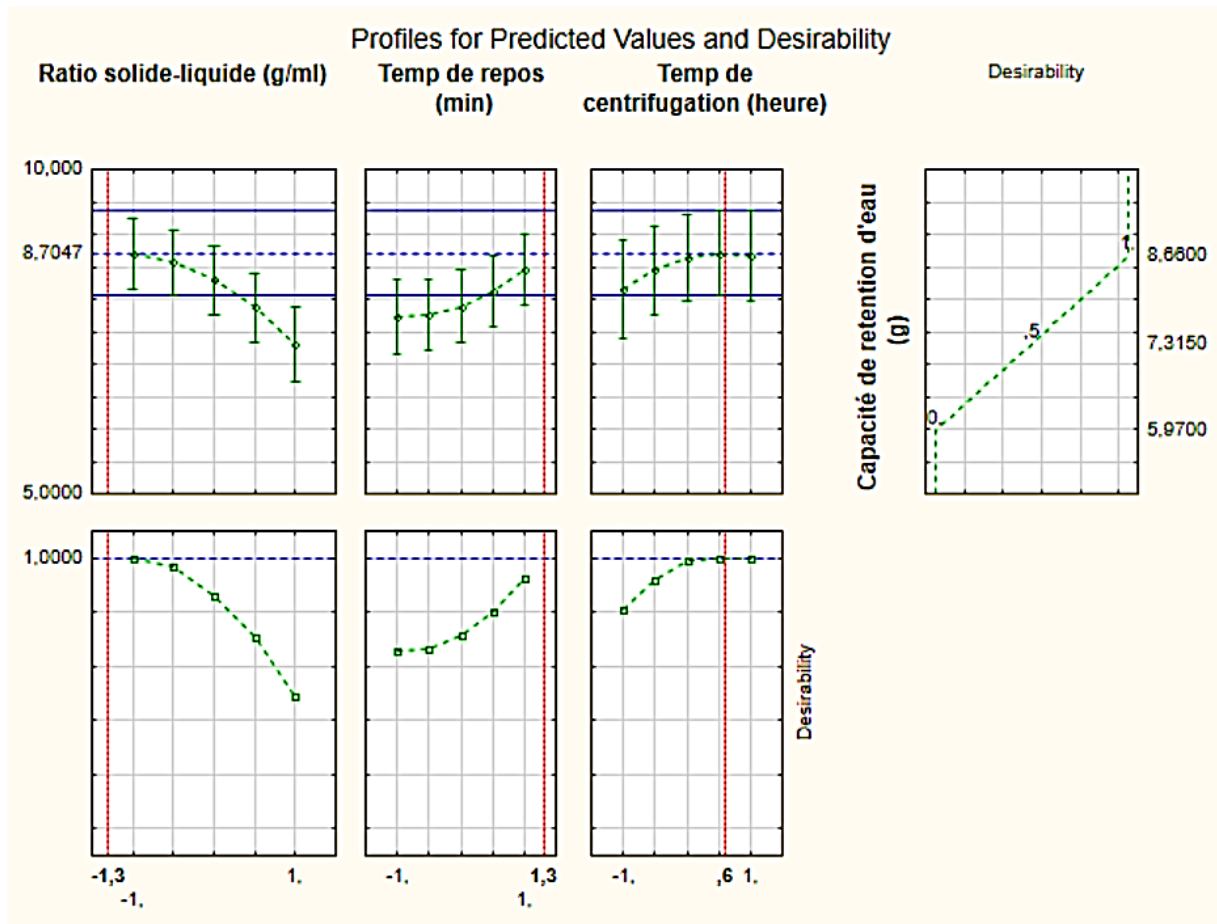 Profiles for Predicted Values and Desirability
Ratio solide-liquide (g/ml)
Temp de repos
(min)
Temp de
centrifugation (heure)
Desirability
10,000
8,7047
5,0000
Capacité de retention d'eau
(g)
1,
,5
0,
8,6600
7,3150
5,9700
1,0000
Desirability
-1,3
-1,
1,
-1,
1,3
1,
-1,
,6
1,